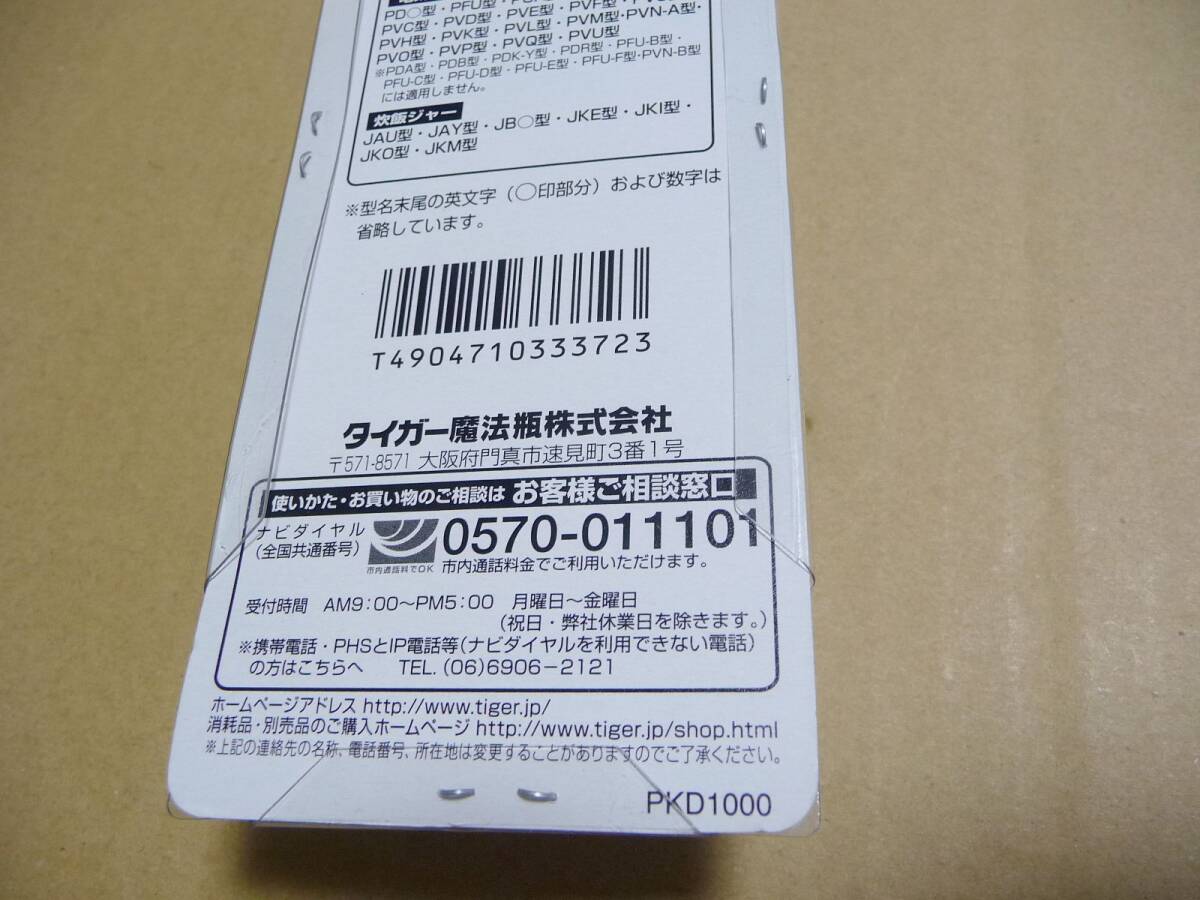 PD○型・PFU型・
PVC型・PVD型・PVE型・PVF型・
PVH型・PVK型・PVL型・PVM型・PVN-A型・
PVO型・PVP型・PVQ型・PVU型
※PDA型・PDB型・PDK-Y型・PDR型・PFU-B型・
PFU-C型・PFU-D型・PFU-E型・PFU-F型・PVN-B型
には適用しません。
炊飯ジャー
JAU型・JAY型・JB○型・JKE型・JKI型・
JKO型・JKM型
※型名末尾の英文字（○印部分）および数字は
省略しています。
T4904710333723
タイガー魔法瓶株式会社
〒571-8571 大阪府門真市速見町3番1号
使いかた・お買い物のご相談は お客様ご相談窓口
ナビダイヤル
（全国共通番号）
0570-011101
市内通話料でOK
市内通話料金でご利用いただけます。
受付時間 AM9:00～PM5:00 月曜日～金曜日
（祝日・弊社休業日を除きます。）
※携帯電話・PHSとIP電話等（ナビダイヤルを利用できない電話）
の方はこちらへ TEL. (06)6906-2121
ホームページアドレス http://www.tiger.jp/
消耗品・別売品のご購入ホームページ http://www.tiger.jp/shop.html
※上記の連絡先の名称、電話番号、所在地は変更することがありますのでご了承ください。
PKD1000